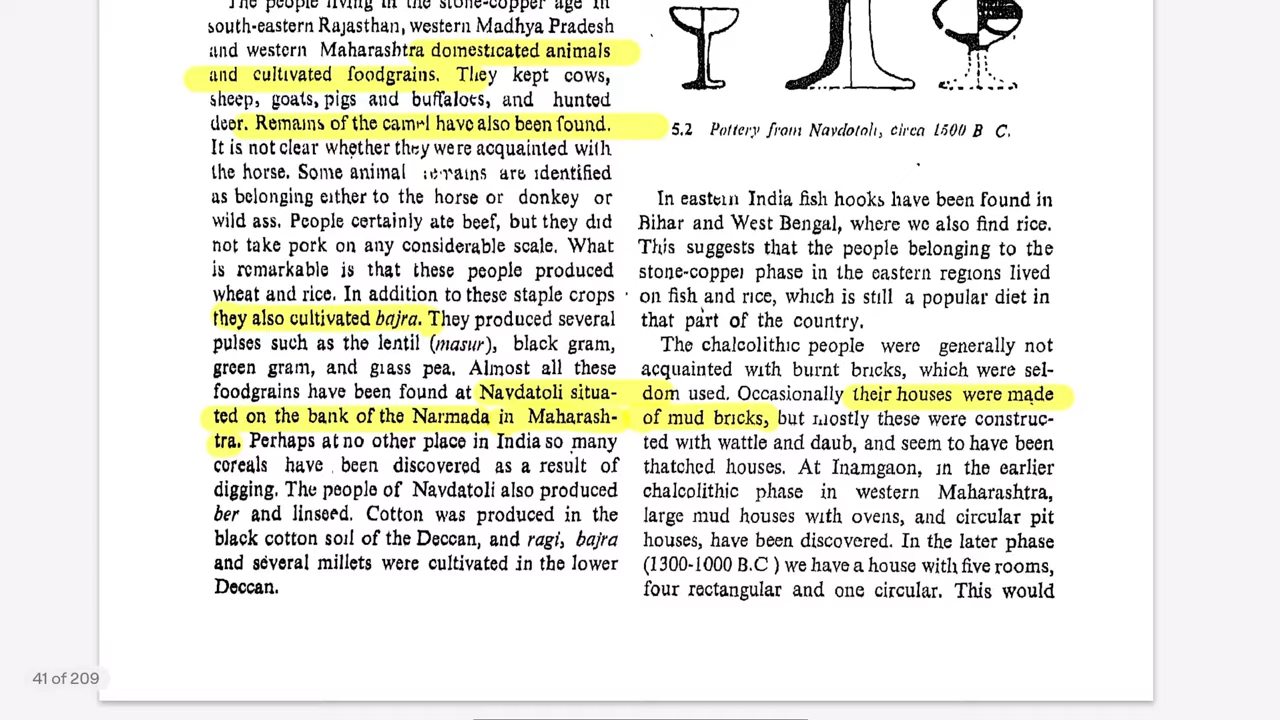 The people living in the stone-copper age in
south-eastern Rajasthan, western Madhya Pradesh
and western Maharashtra domesticated animals
and cultivated foodgrains. They kept cows,
sheep, goats, pigs and buffaloes, and hunted
deer. Remains of the camel have also been found.
It is not clear whether they were acquainted with
the horse. Some animal remains are identified
as belonging either to the horse or donkey or
wild ass. People certainly ate beef, but they did
not take pork on any considerable scale. What
is remarkable is that these people produced
wheat and rice. In addition to these staple crops
they also cultivated bajra. They produced several
pulses such as the lentil (masur), black gram,
green gram, and grass pea. Almost all these
foodgrains have been found at Navdatoli situa-
ted on the bank of the Narmada in Maharash-
tra. Perhaps at no other place in India so many
cereals have been discovered as a result of
digging. The people of Navdatoli also produced
ber and linseed. Cotton was produced in the
black cotton soil of the Deccan, and ragi, bajra
and several millets were cultivated in the lower
Deccan.
5.2 Pottery from Navdotoli, circa 1500 B C.
In eastern India fish hooks have been found in
Bihar and West Bengal, where we also find rice.
This suggests that the people belonging to the
stone-copper phase in the eastern regions lived
on fish and rice, which is still a popular diet in
that part of the country.
The chalcolithic people were generally not
acquainted with burnt bricks, which were sel-
dom used. Occasionally their houses were made
of mud bricks, but mostly these were construc-
ted with wattle and daub, and seem to have been
thatched houses. At Inamgaon, in the earlier
chalcolithic phase in western Maharashtra,
large mud houses with ovens, and circular pit
houses, have been discovered. In the later phase
(1300-1000 B.C ) we have a house with five rooms,
four rectangular and one circular. This would
41 of 209